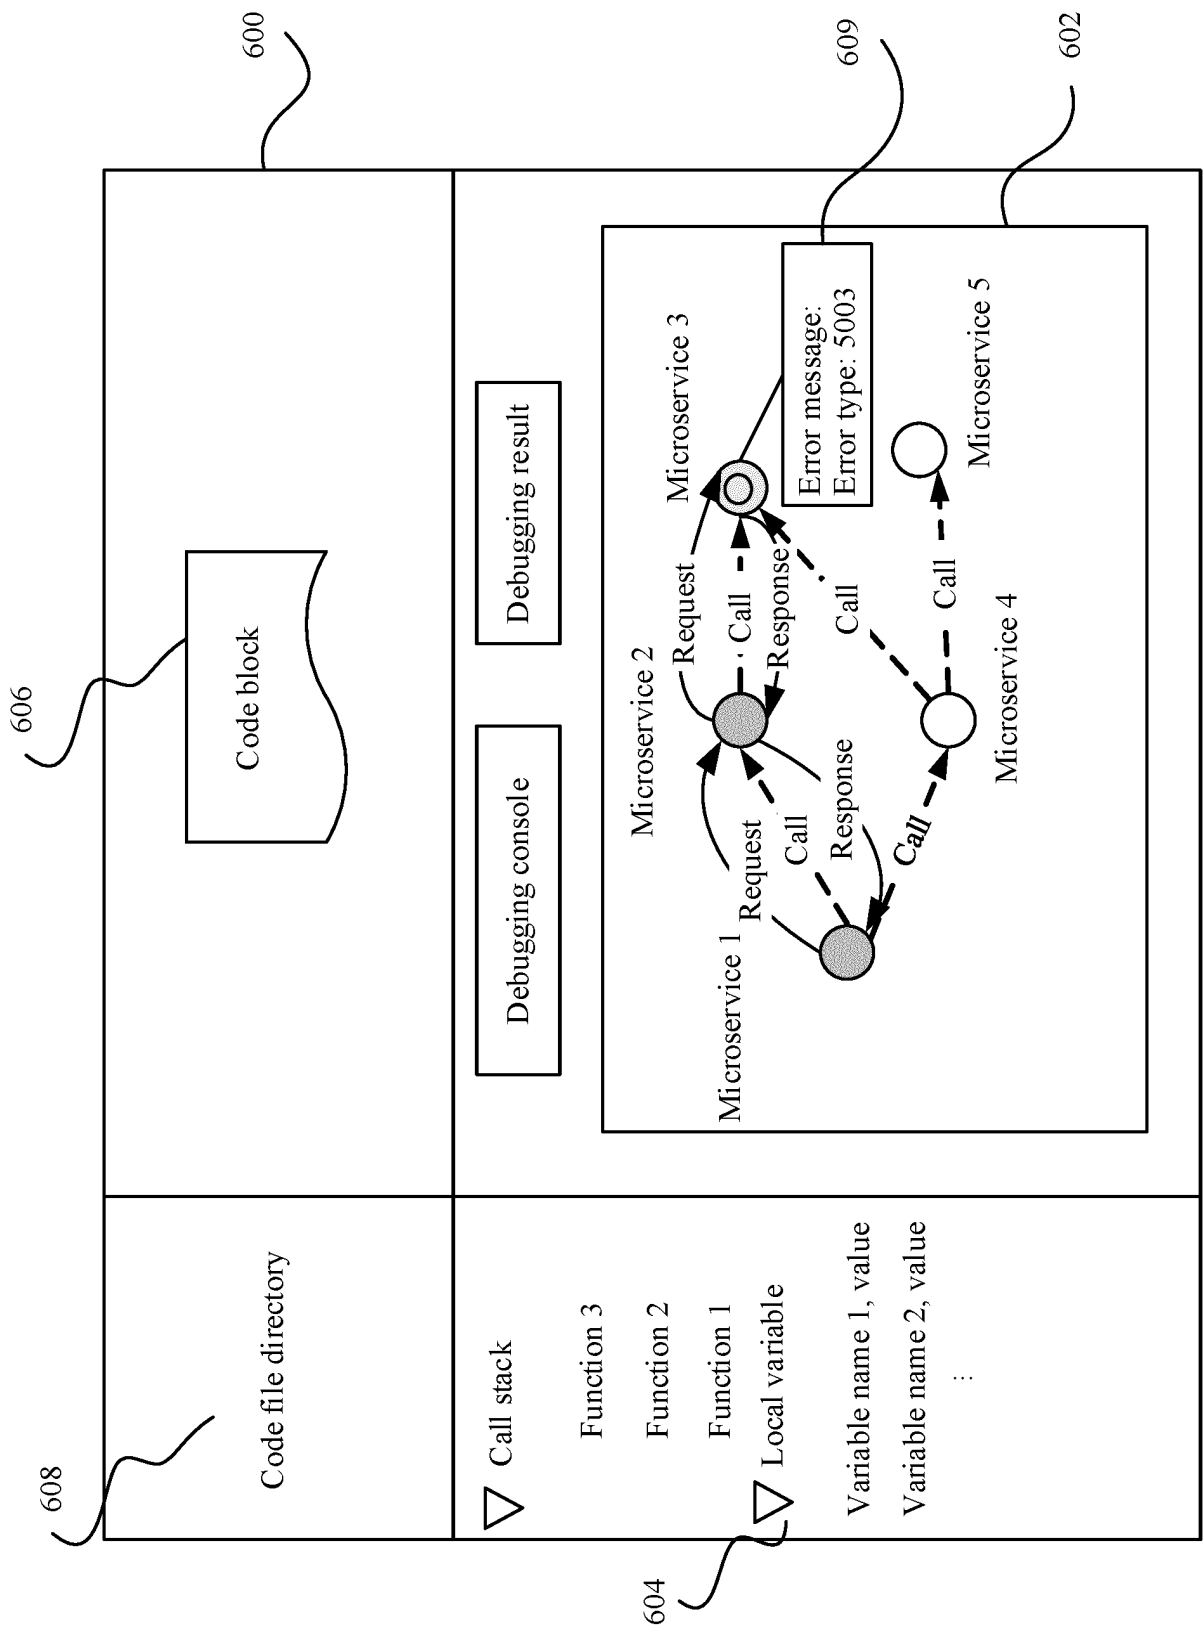 608
606
600
Code file directory
Code block
Call stack
Function 3
Function 2
Function 1
604
Local variable
Variable name 1, value
Variable name 2, value
...
Debugging console
Debugging result
Microservice 1
Microservice 2
Microservice 3
Request
Call
Response
Request
Call
Response
Call
Call
Call
Microservice 4
Microservice 5
Error message:
Error type: 5003
609
602